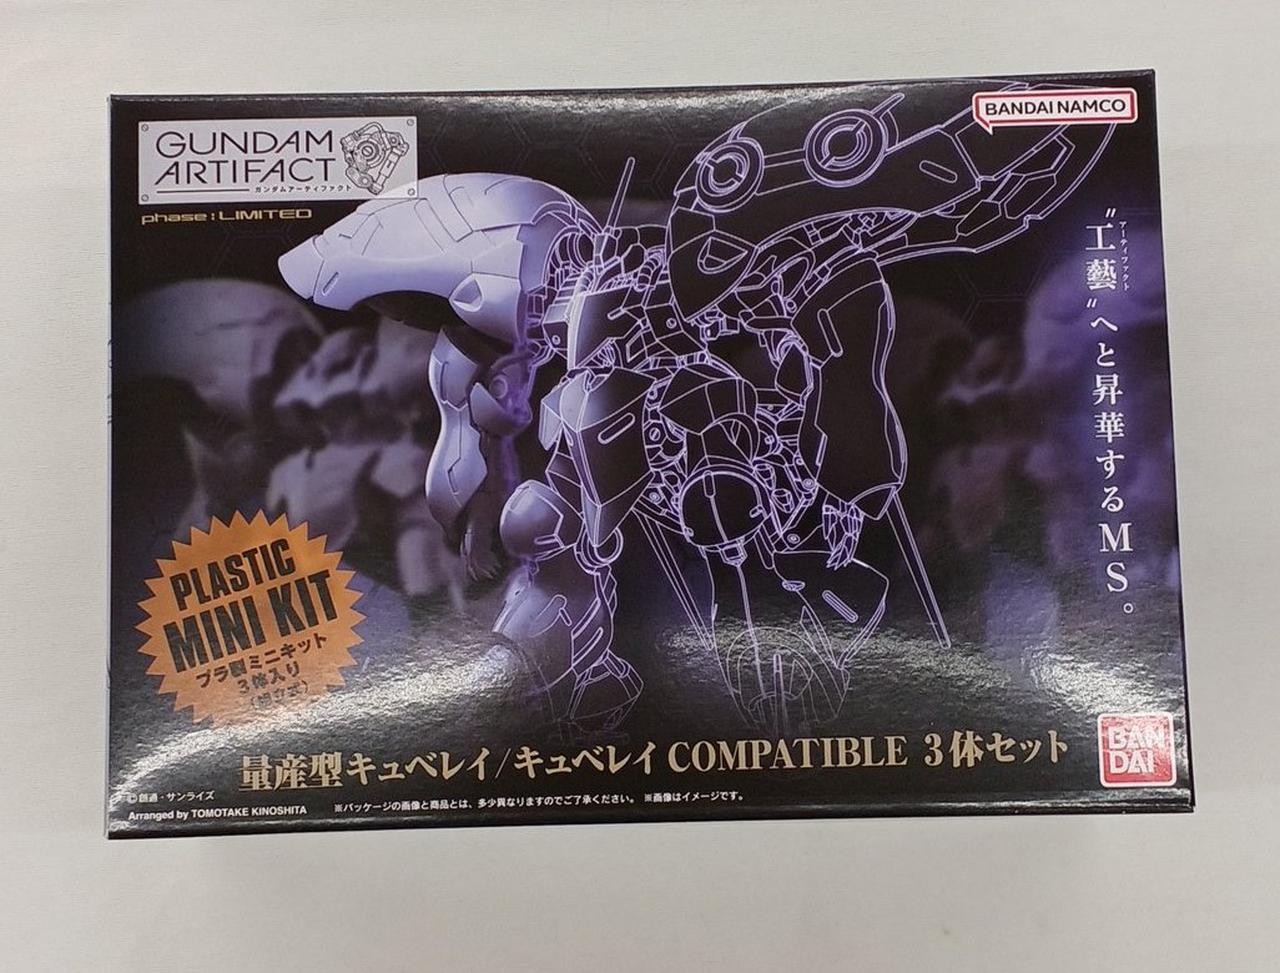 GUNDAM
ARTIFACT
ガンダムアーティファクト
phase:LIMITED
BANDAI NAMCO
アーティファクト
"工藝"へと昇華するMS。
PLASTIC
MINI KIT
プラ製ミニキット
3体入り
(組立式)
量産型キュベレイ/キュベレイ COMPATIBLE 3体セット
BAN
DAI
©創通・サンライズ
Arranged by TOMOTAKE KINOSHITA
※パッケージの画像と商品とは、多少異なりますのでご了承ください。 ※画像はイメージです。